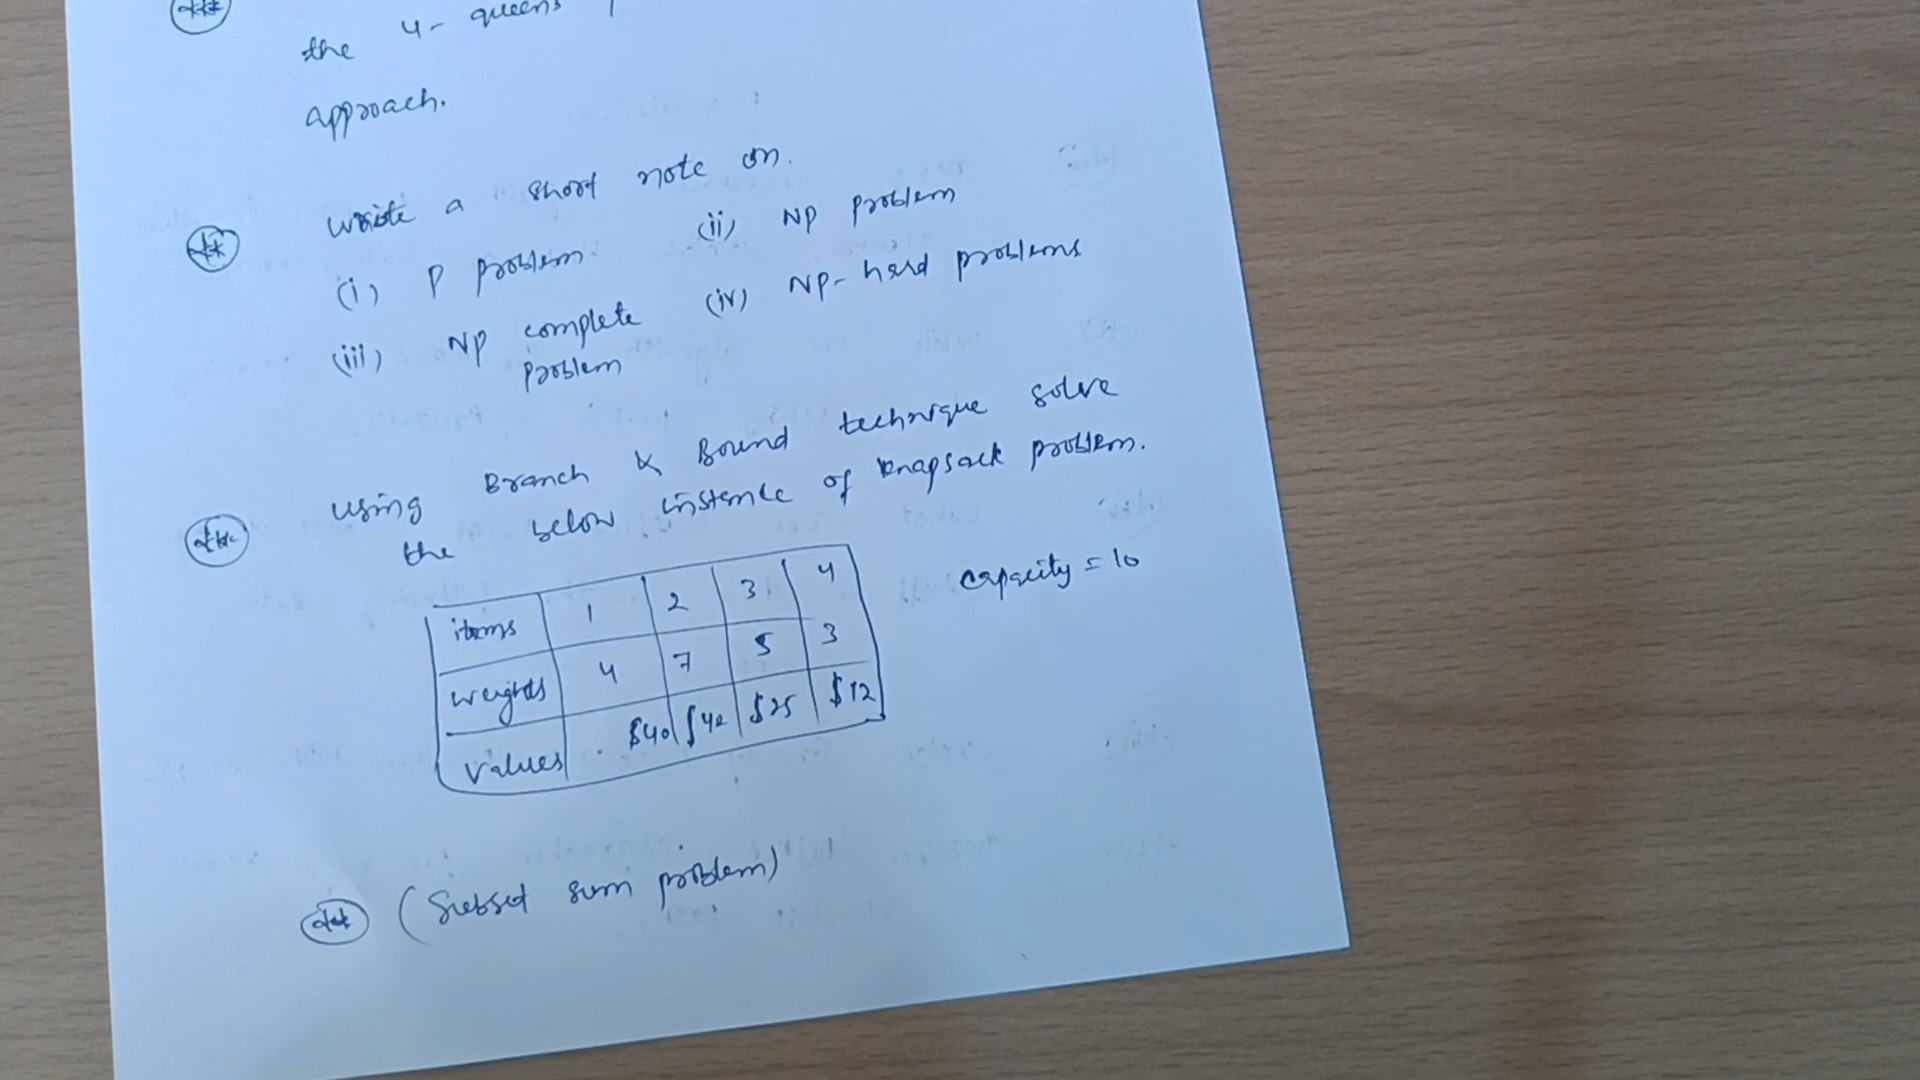 the 4- queens
approach.
** write a short note on.
(i) P problem (ii) NP problem
(iii) NP complete problem (iv) NP-hard problems
** using Branch & Bound technique solve
the below instance of knapsack problem.
items 1 2 3 4 capacity = 10
weights 4 7 5 3
values $40 $42 $25 $12
** (Subset sum problem)